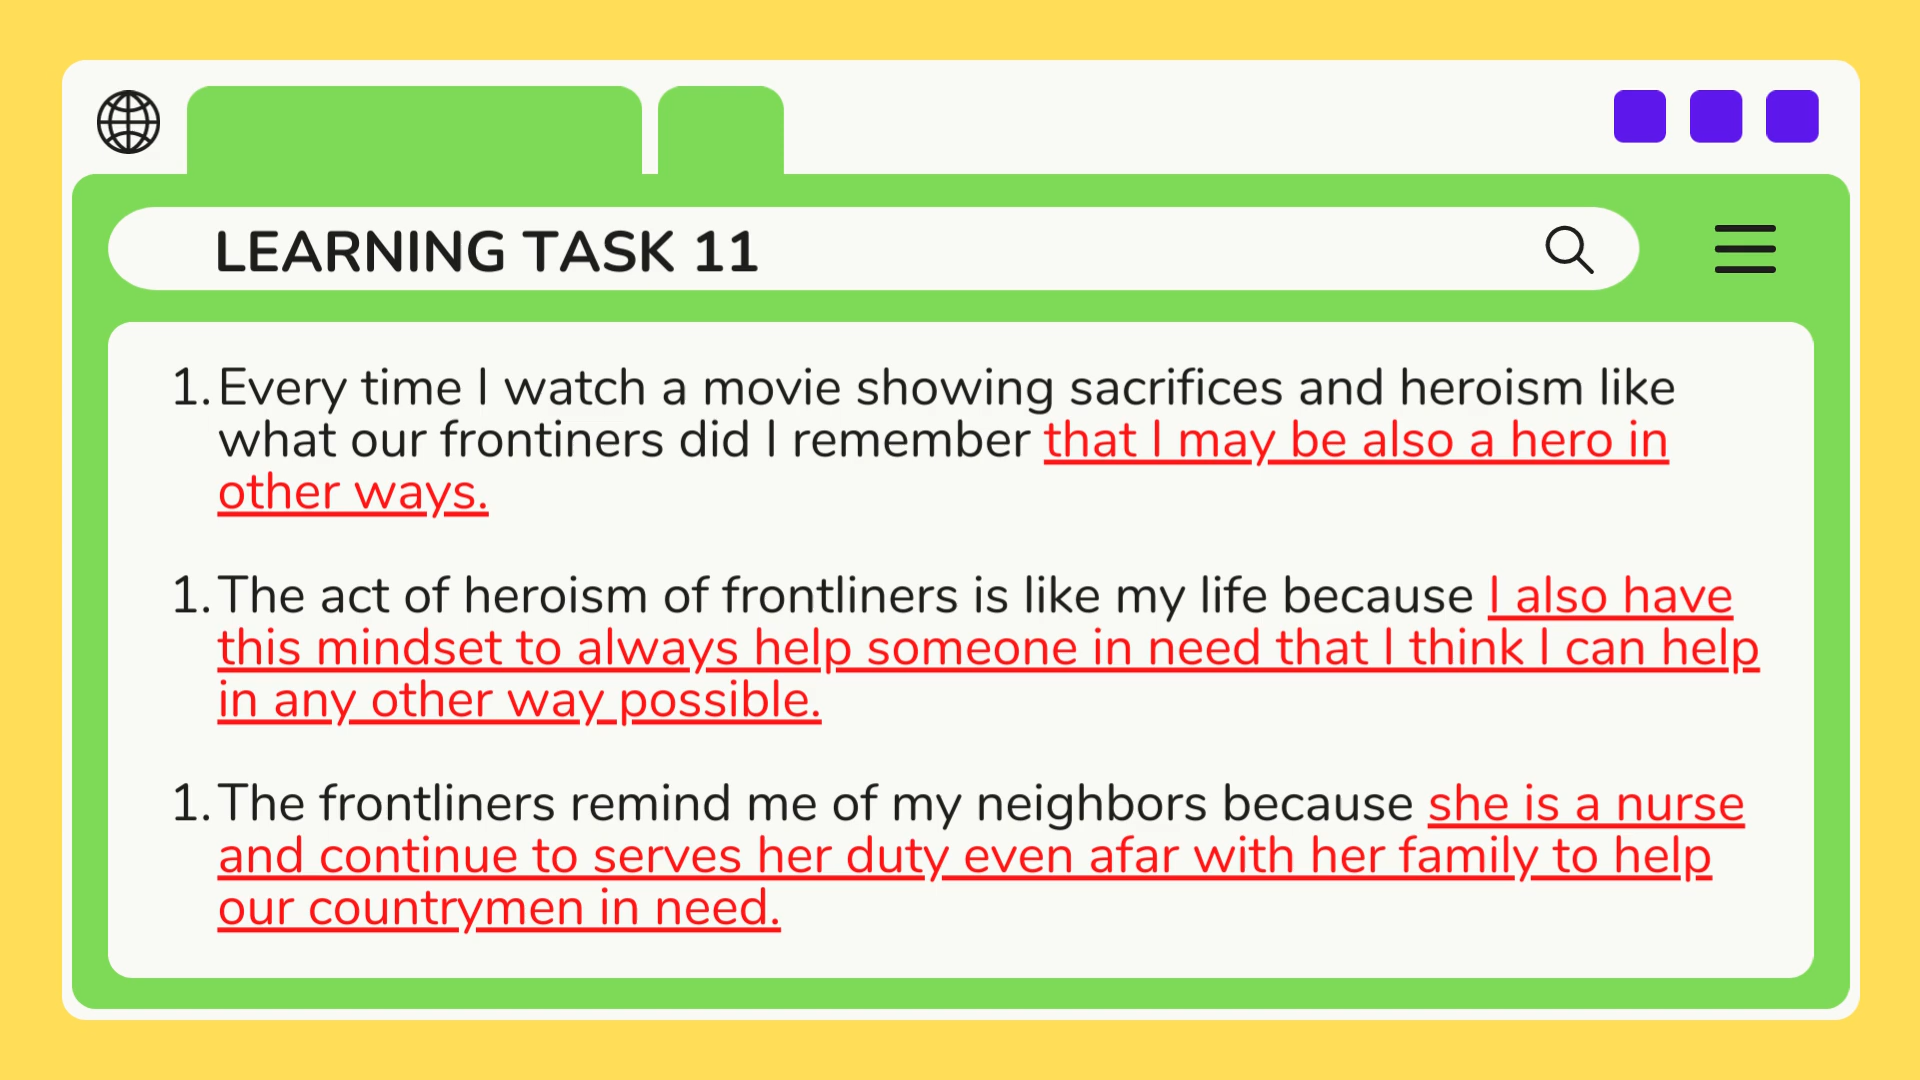 LEARNING TASK 11
1. Every time I watch a movie showing sacrifices and heroism like
what our frontiners did I remember that I may be also a hero in
other ways.
1. The act of heroism of frontliners is like my life because I also have
this mindset to always help someone in need that I think I can help
in any other way possible.
1. The frontliners remind me of my neighbors because she is a nurse
and continue to serves her duty even afar with her family to help
our countrymen in need.